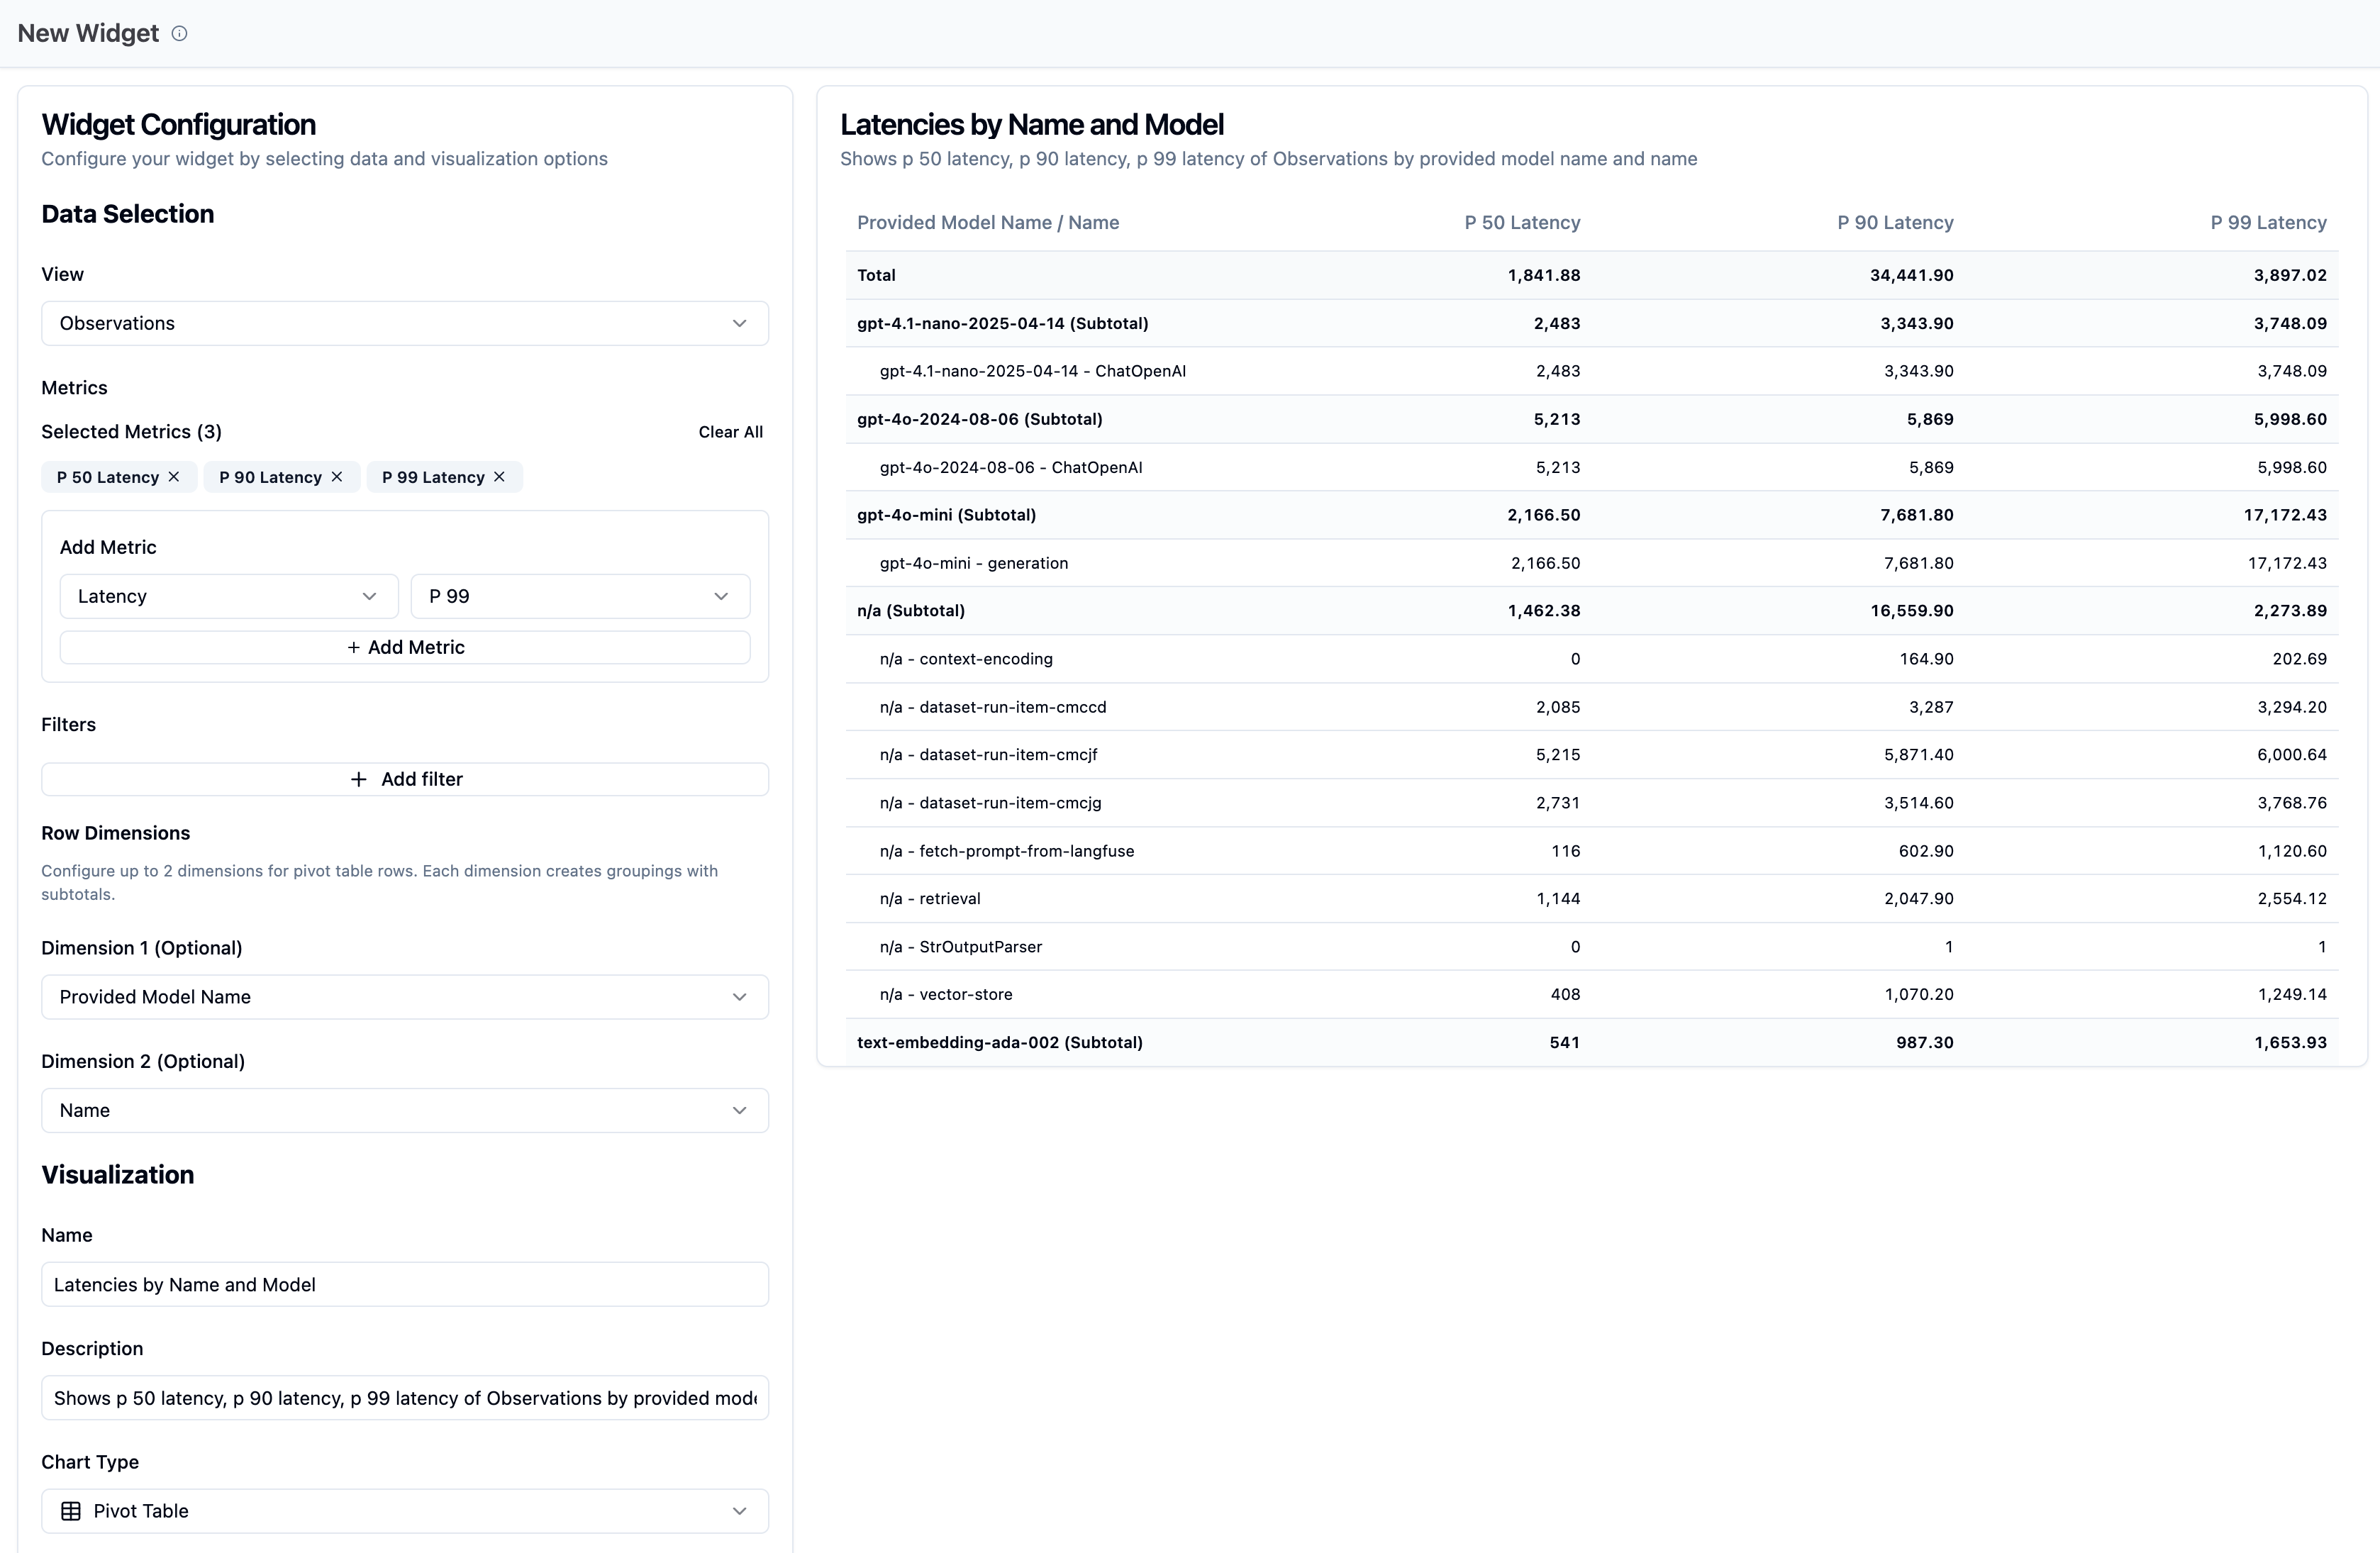 New Widget
Widget Configuration
Configure your widget by selecting data and visualization options
Data Selection
View
Observations
Metrics
Selected Metrics (3) Clear All
P 50 Latency P 90 Latency P 99 Latency
Add Metric
Latency P 99
+ Add Metric
Filters
+ Add filter
Row Dimensions
Configure up to 2 dimensions for pivot table rows. Each dimension creates groupings with
subtotals.
Dimension 1 (Optional)
Provided Model Name
Dimension 2 (Optional)
Name
Visualization
Name
Latencies by Name and Model
Description
Shows p 50 latency, p 90 latency, p 99 latency of Observations by provided mode
Chart Type
Pivot Table
Latencies by Name and Model
Shows p 50 latency, p 90 latency, p 99 latency of Observations by provided model name and name
Provided Model Name / Name P 50 Latency P 90 Latency P 99 Latency
Total 1,841.88 34,441.90 3,897.02
gpt-4.1-nano-2025-04-14 (Subtotal) 2,483 3,343.90 3,748.09
gpt-4.1-nano-2025-04-14 - ChatOpenAI 2,483 3,343.90 3,748.09
gpt-4o-2024-08-06 (Subtotal) 5,213 5,869 5,998.60
gpt-4o-2024-08-06 - ChatOpenAI 5,213 5,869 5,998.60
gpt-4o-mini (Subtotal) 2,166.50 7,681.80 17,172.43
gpt-4o-mini - generation 2,166.50 7,681.80 17,172.43
n/a (Subtotal) 1,462.38 16,559.90 2,273.89
n/a - context-encoding 0 164.90 202.69
n/a - dataset-run-item-cmccd 2,085 3,287 3,294.20
n/a - dataset-run-item-cmcjf 5,215 5,871.40 6,000.64
n/a - dataset-run-item-cmcjg 2,731 3,514.60 3,768.76
n/a - fetch-prompt-from-langfuse 116 602.90 1,120.60
n/a - retrieval 1,144 2,047.90 2,554.12
n/a - StrOutputParser 0 1 1
n/a - vector-store 408 1,070.20 1,249.14
text-embedding-ada-002 (Subtotal) 541 987.30 1,653.93